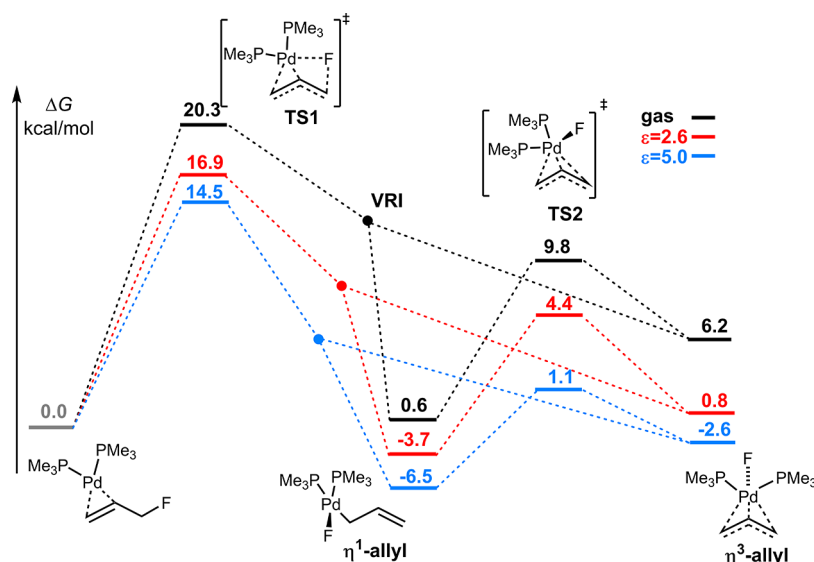 ΔG
kcal/mol
PMe₃
Me₃P
Pd
F
‡
TS1
20.3
16.9
14.5
VRI
PMe₃
Me₃P
Pd
F
‡
TS2
gas
ε=2.6
ε=5.0
9.8
4.4
1.1
6.2
0.8
-2.6
0.6
-3.7
-6.5
0.0
PMe₃
Me₃P
Pd
F
Me₃P PMe₃
Pd
F
η¹-allyl
F
Me₃P PMe₃
Pd
η³-allyl